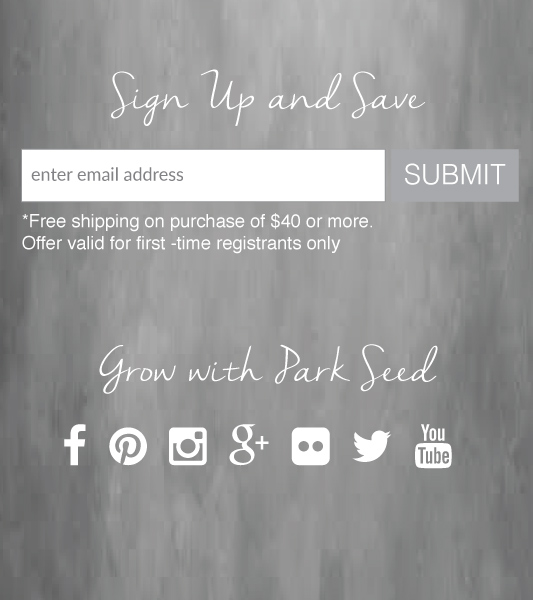 Sign Up and Save
enter email address
SUBMIT
*Free shipping on purchase of $40 or more.
Offer valid for first -time registrants only
Grow with Park Seed
g+
You
Tube